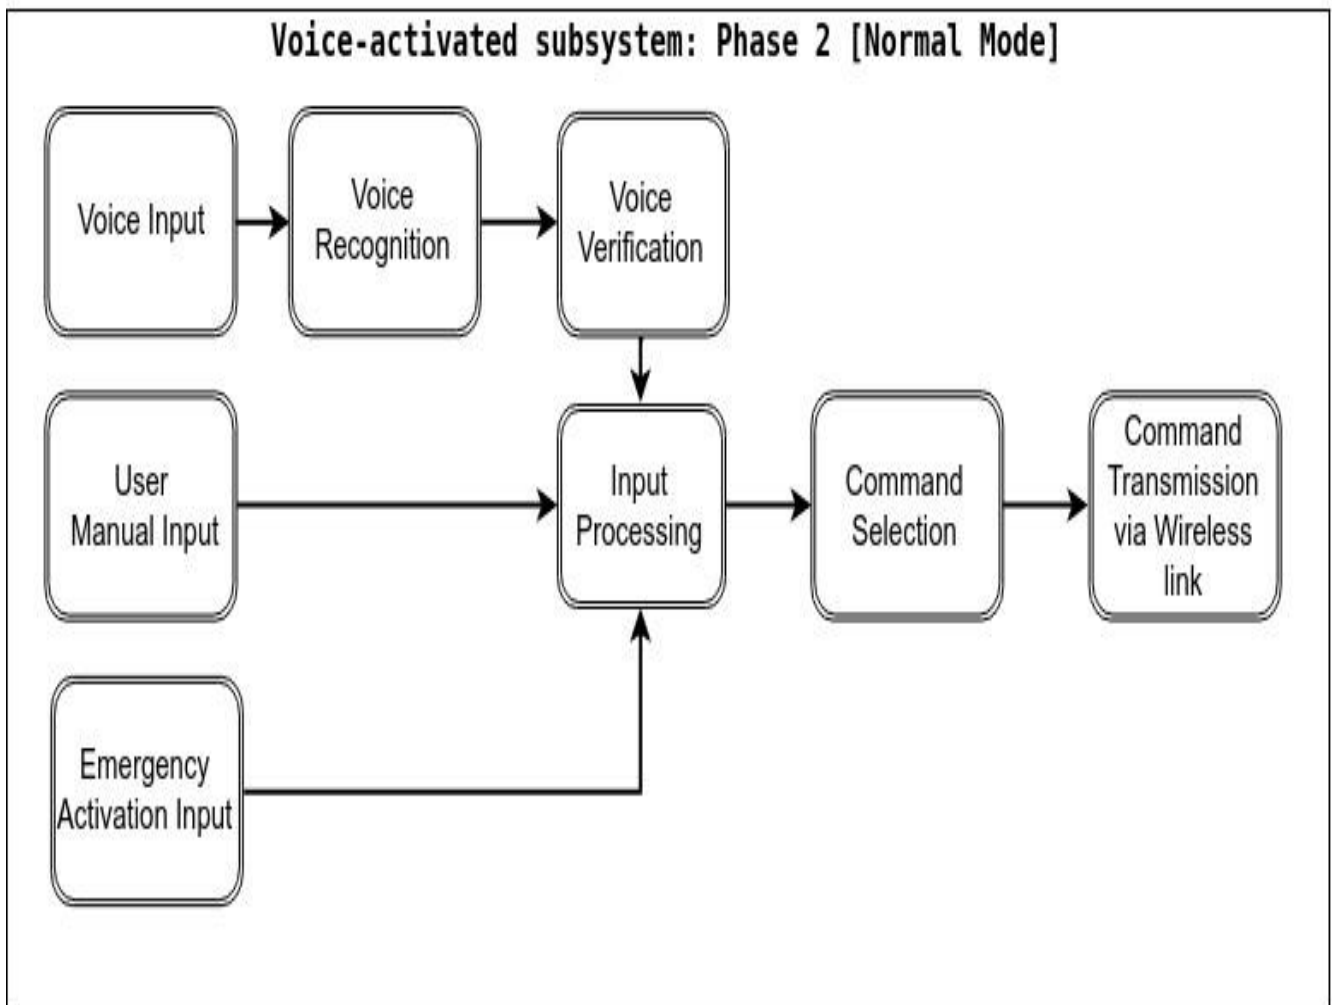 Voice-activated subsystem: Phase 2 [Normal Mode]
Voice Input
Voice
Recognition
Voice
Verification
User
Manual Input
Input
Processing
Command
Selection
Command
Transmission
via Wireless
link
Emergency
Activation Input